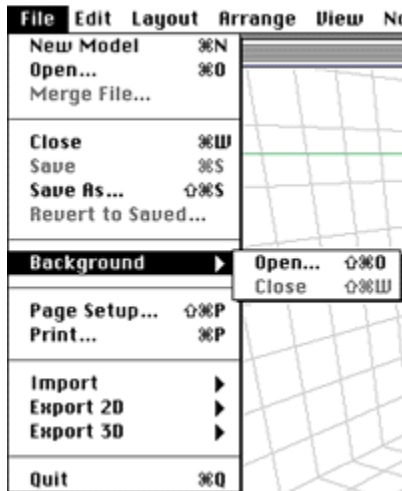 File Edit Layout Arrange View No
New Model ⌘N
Open... ⌘O
Merge File...
Close ⌘W
Save ⌘S
Save As... ⇧⌘S
Revert to Saved...
Background ▶
Open... ⇧⌘O
Close ⇧⌘W
Page Setup... ⇧⌘P
Print... ⌘P
Import ▶
Export 2D ▶
Export 3D ▶
Quit ⌘Q